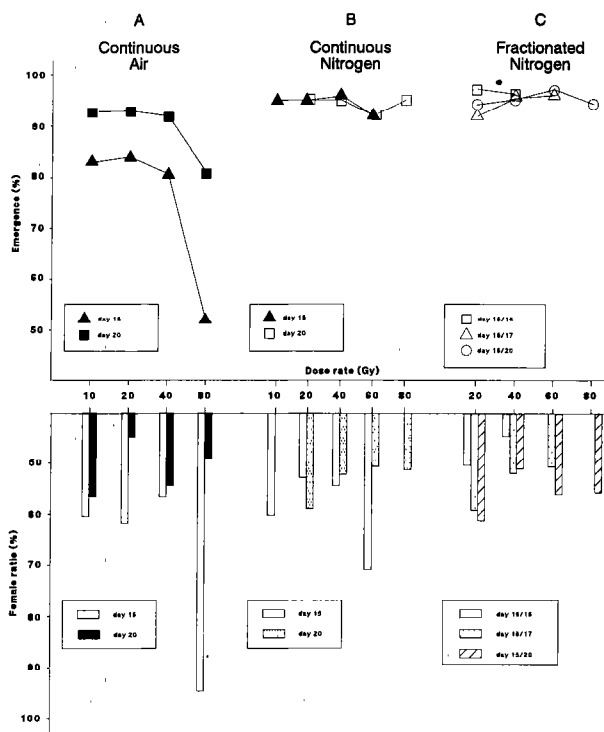 A
Continuous
Air
B
Continuous
Nitrogen
C
Fractionated
Nitrogen
Emergence (%)
100
90
80
70
60
50
day 15
day 20
day 15
day 20
day 15/16
day 15/17
day 15/20
Dose rate (Gy)
10 20 40 80
10 20 40 60 80
20 40 60 80
Female ratio (%)
50
60
70
80
90
100
day 15
day 20
day 15
day 20
day 15/16
day 15/17
day 15/20